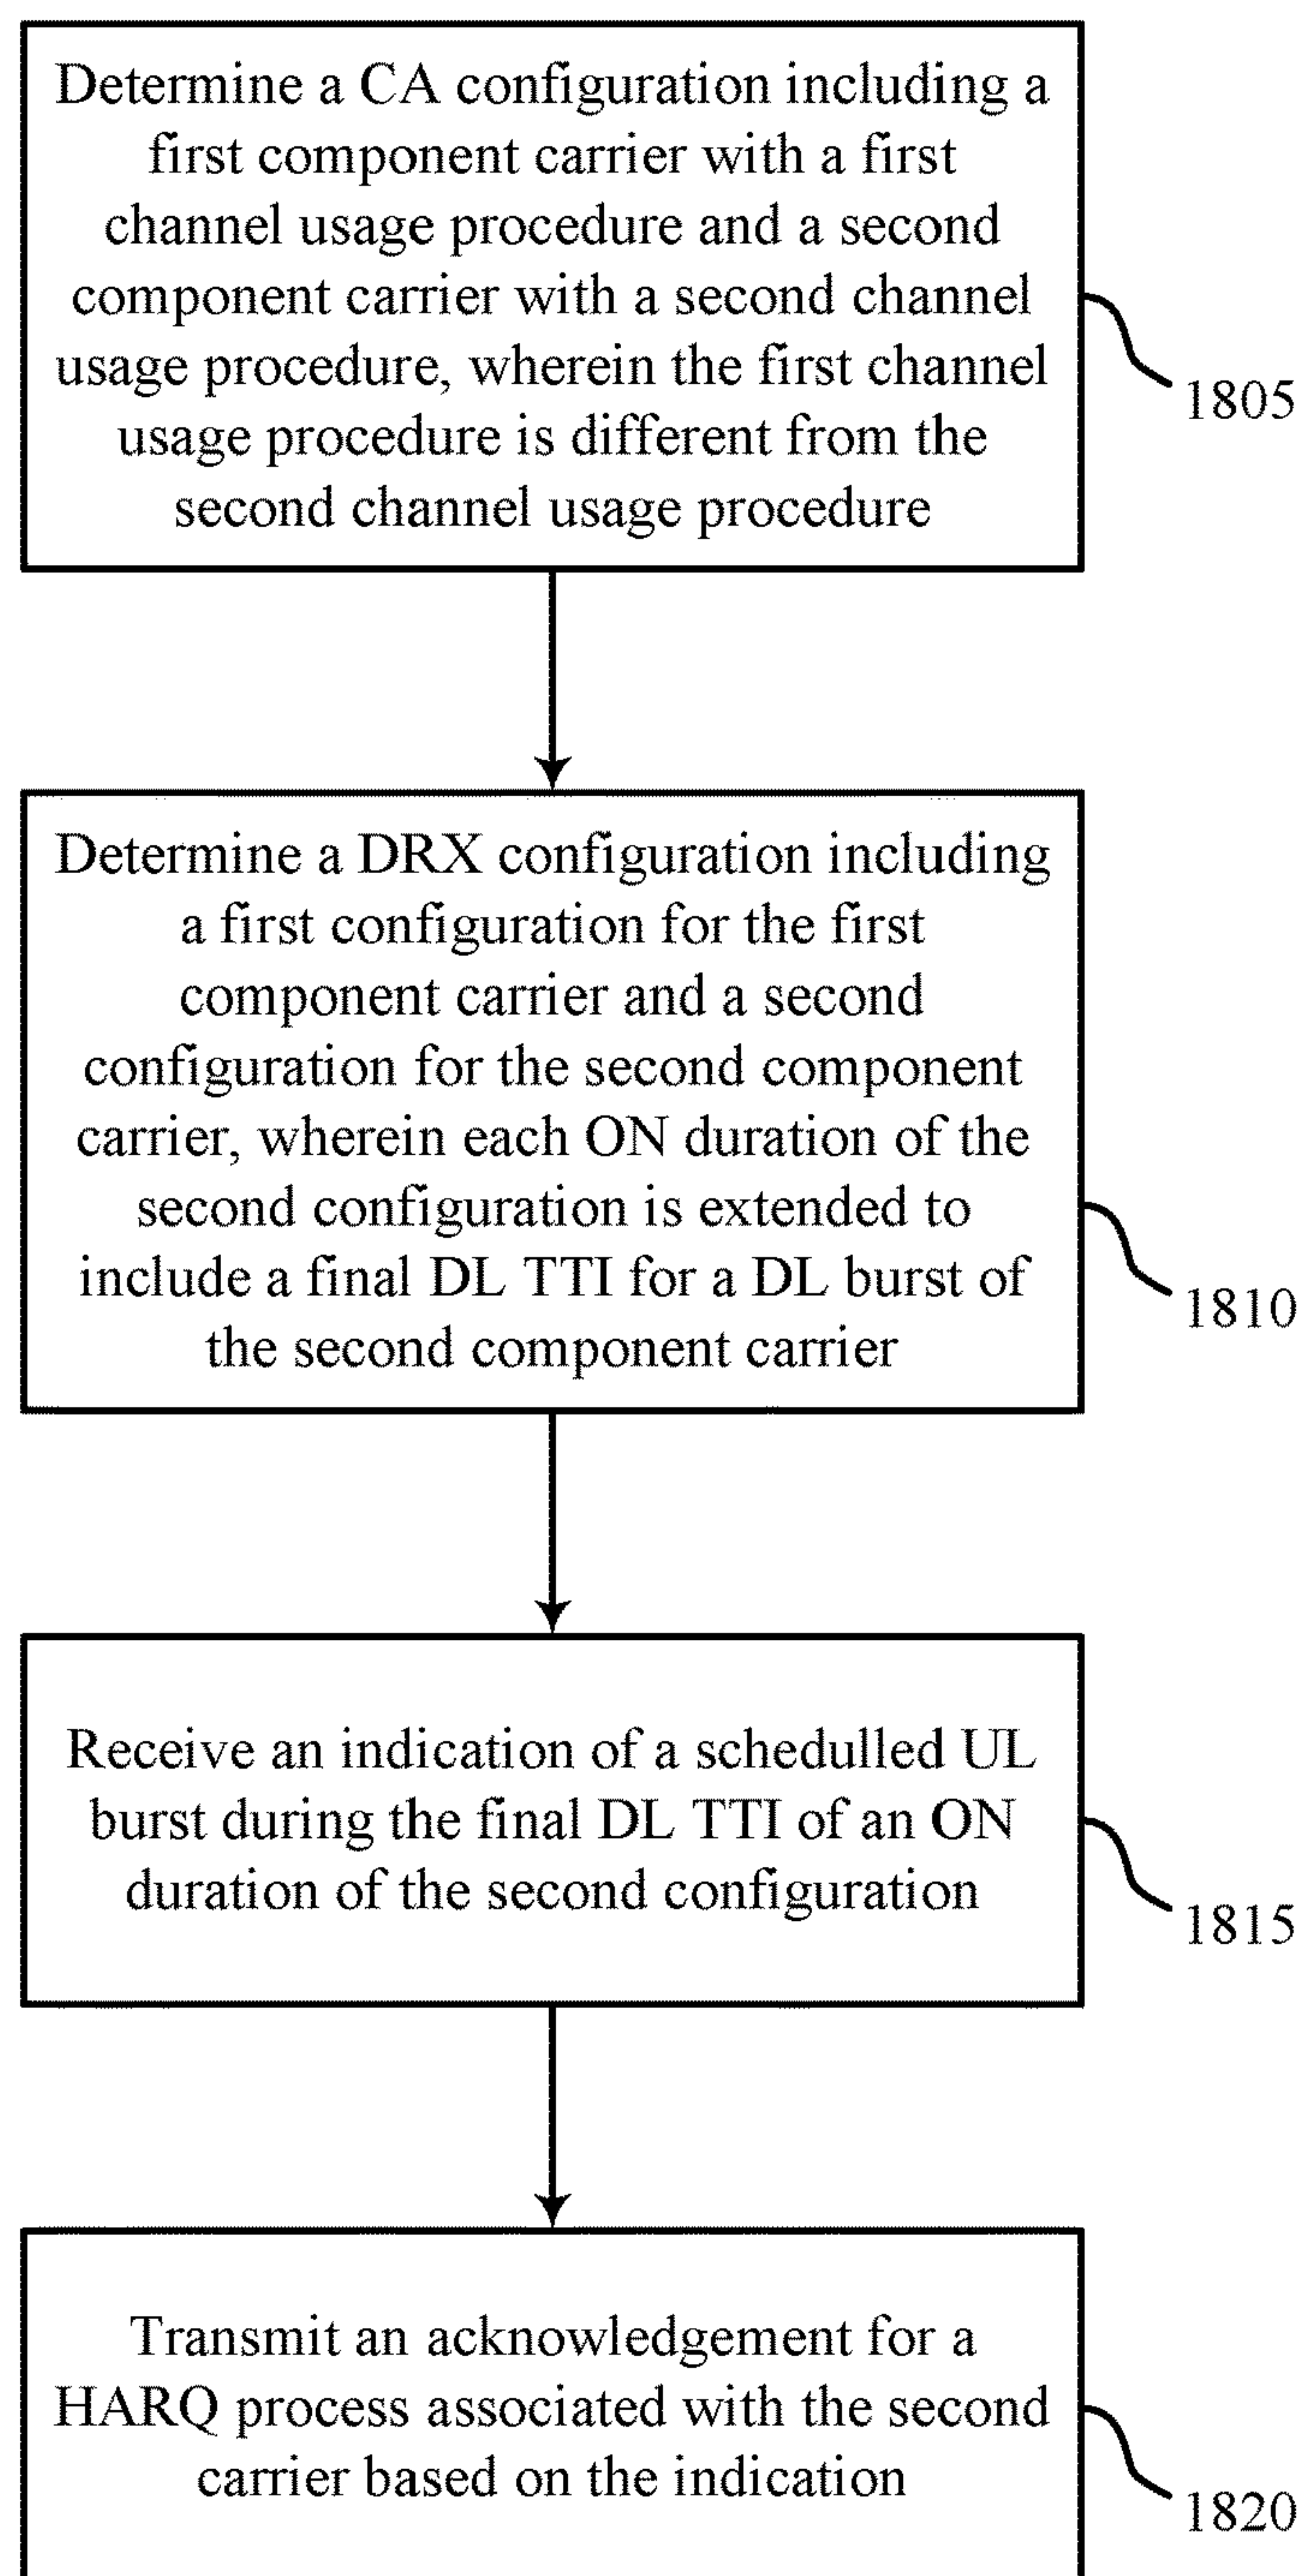 Determine a CA configuration including a
first component carrier with a first
channel usage procedure and a second
component carrier with a second channel
usage procedure, wherein the first channel
usage procedure is different from the
second channel usage procedure
1805
Determine a DRX configuration including
a first configuration for the first
component carrier and a second
configuration for the second component
carrier, wherein each ON duration of the
second configuration is extended to
include a final DL TTI for a DL burst of
the second component carrier
1810
Receive an indication of a schedulled UL
burst during the final DL TTI of an ON
duration of the second configuration
1815
Transmit an acknowledgement for a
HARQ process associated with the second
carrier based on the indication
1820